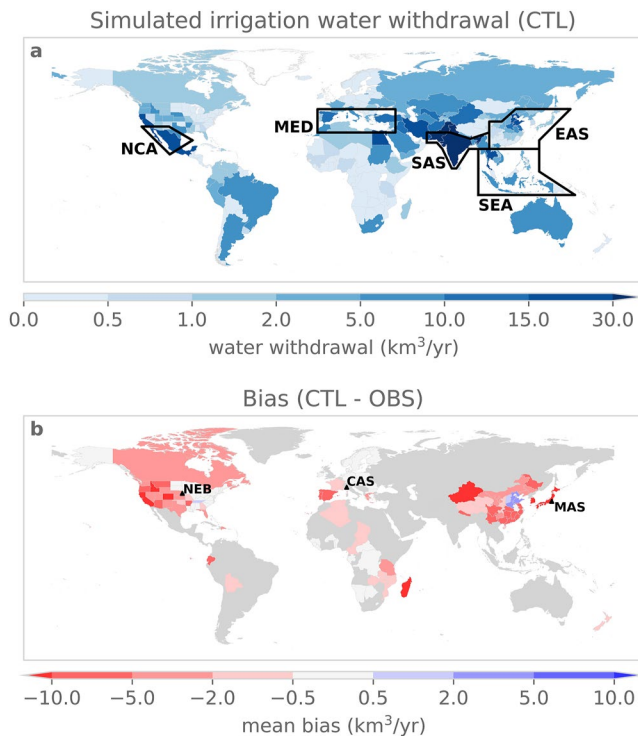 Simulated irrigation water withdrawal (CTL)
a
NCA
MED
SAS
EAS
SEA
0.0 0.5 1.0 2.0 5.0 10.0 15.0 30.0
water withdrawal (km³/yr)
Bias (CTL - OBS)
b
NEB
CAS
MAS
−10.0 −5.0 −2.0 −0.5 0.5 2.0 5.0 10.0
mean bias (km³/yr)